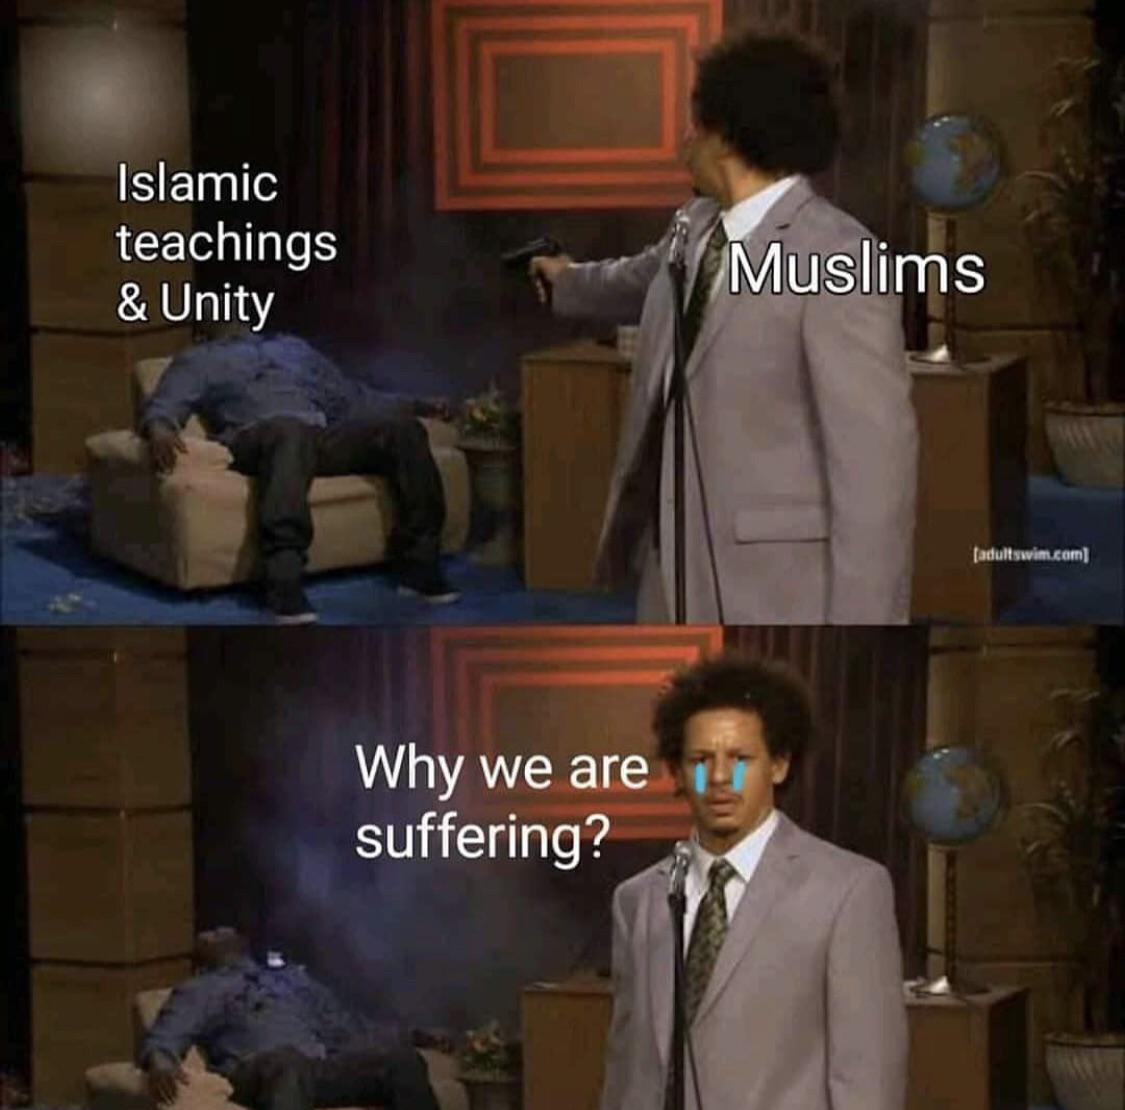 Islamic
teachings
& Unity
Muslims
[adultswim.com]
Why we are
suffering?